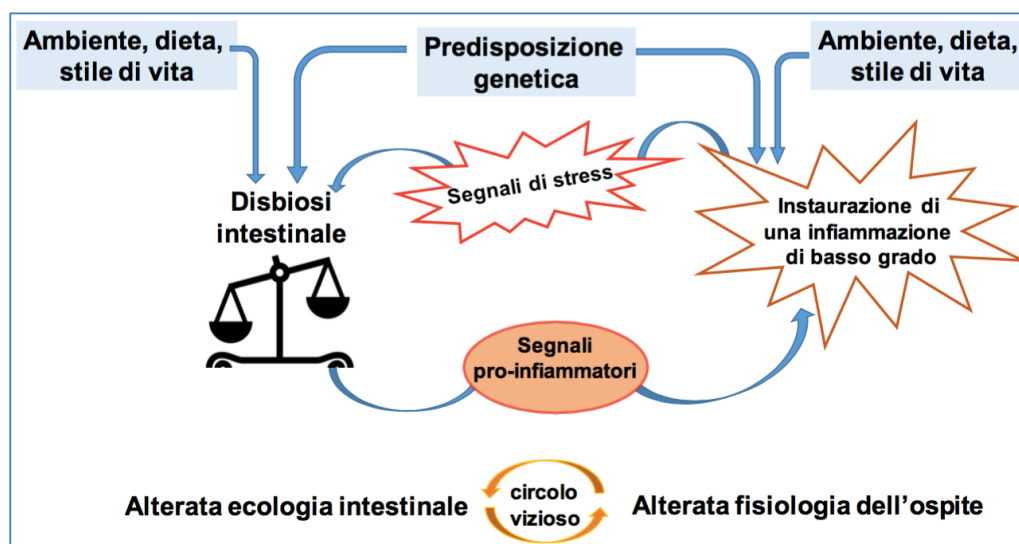 Ambiente, dieta,
stile di vita
Predisposizione
genetica
Ambiente, dieta,
stile di vita
Segnali di stress
Disbiosi
intestinale
Instaurazione di
una infiammazione
di basso grado
Segnali
pro-infiammatori
Alterata ecologia intestinale
circolo
vizioso
Alterata fisiologia dell'ospite